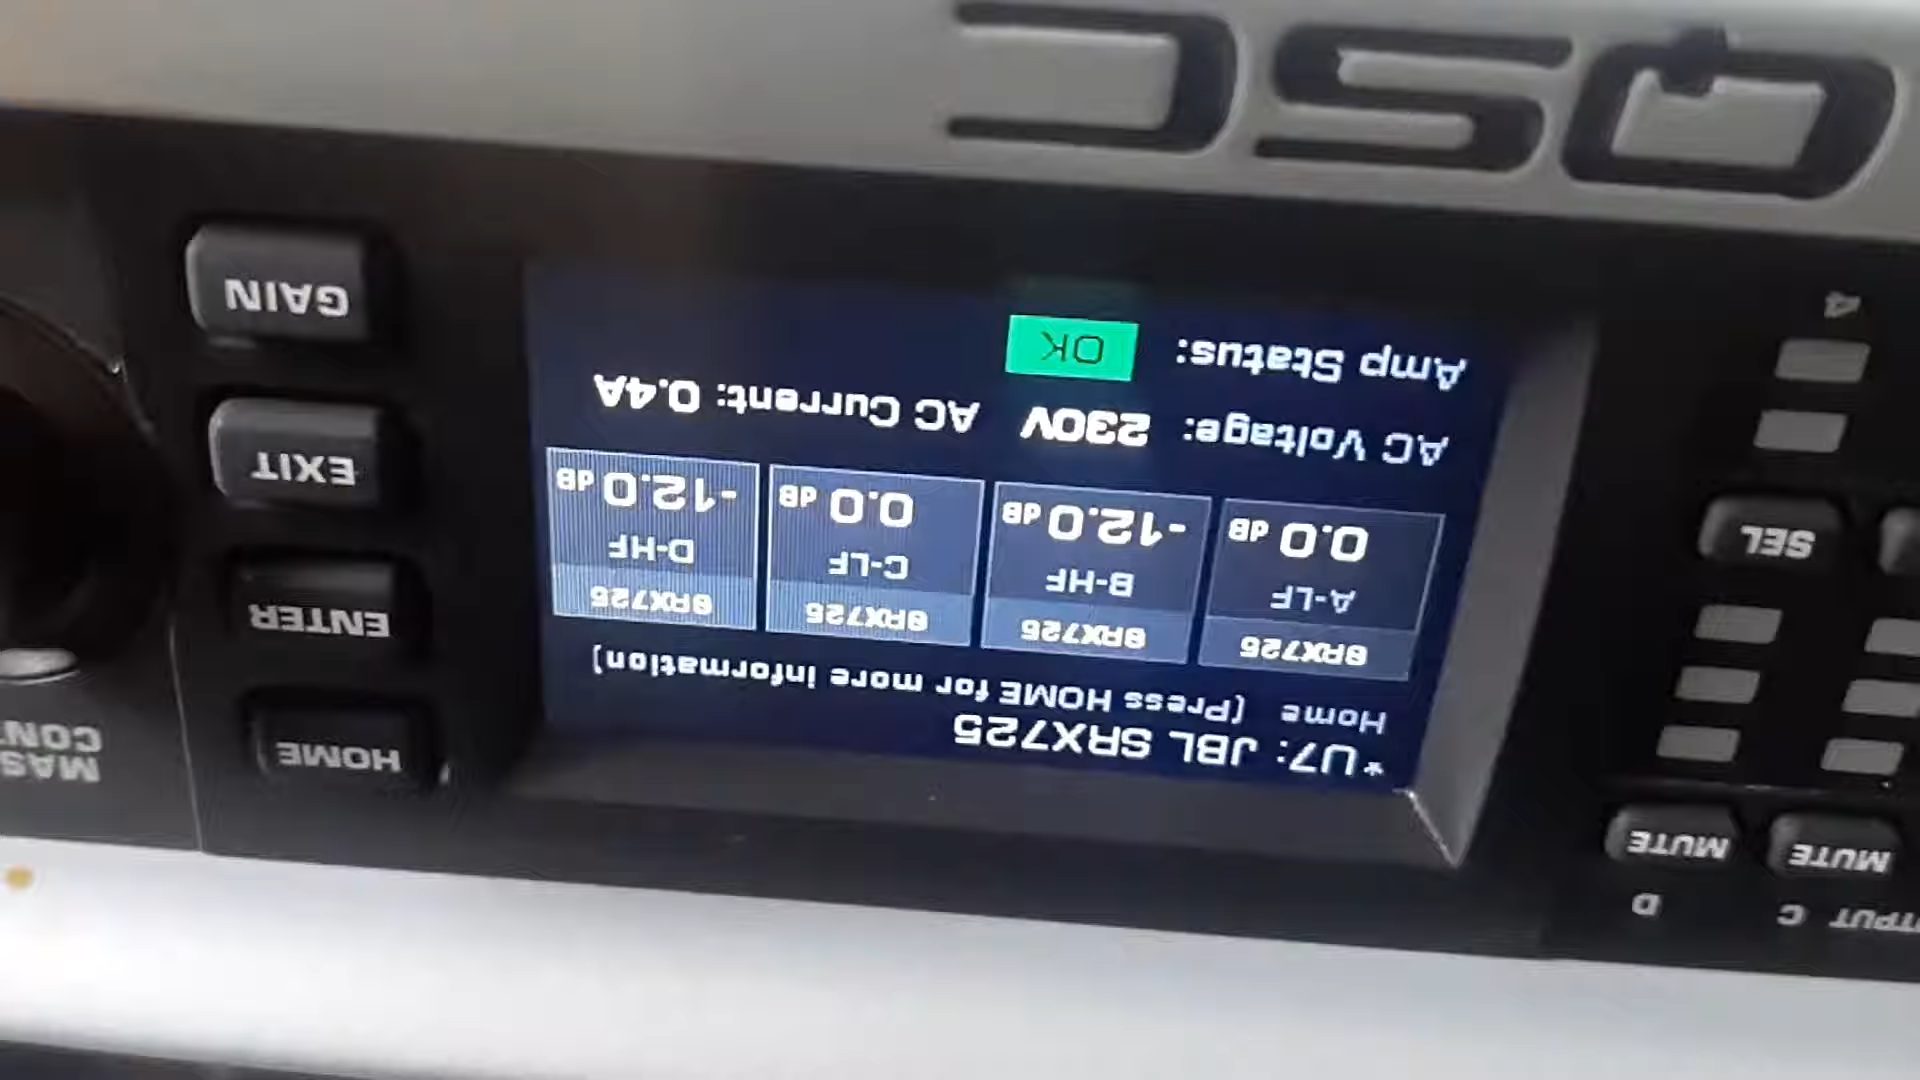 *U7: JBL SRX725
Home (Press HOME for more information)
SRX725 SRX725 SRX725 SRX725
A-LF B-HF C-LF D-HF
0.0 dB -12.0 dB 0.0 dB -12.0 dB
AC Voltage: 230V AC Current: 0.4A
Amp Status: OK
HOME
ENTER
EXIT
GAIN
C D
MUTE MUTE
SEL
QSC